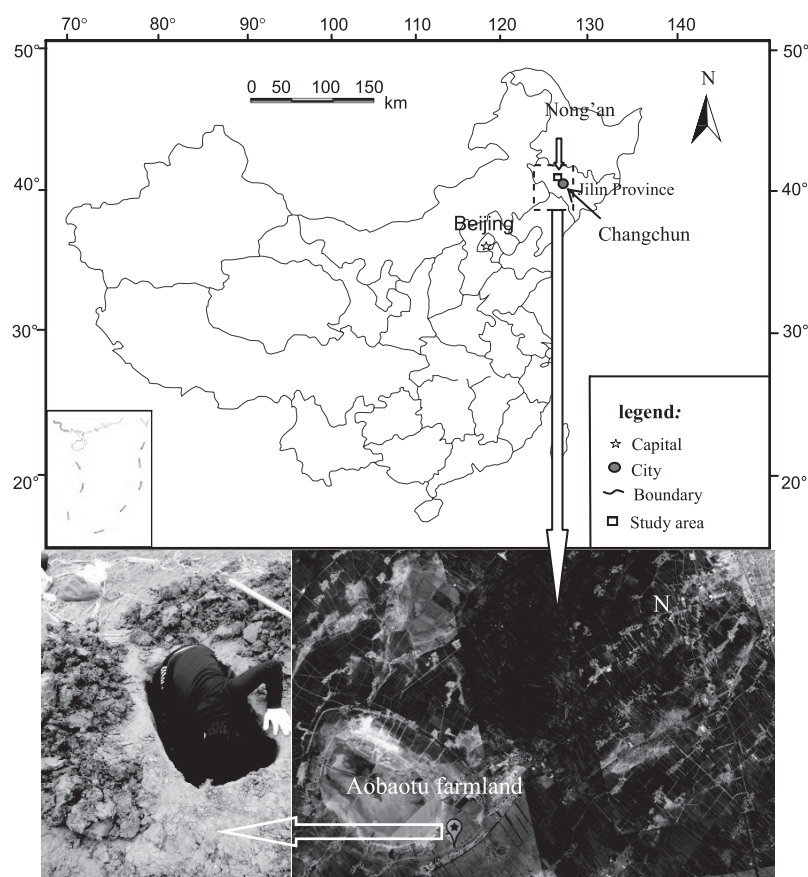 70° 80° 90° 100 110 120 130 140
50° 50°
0 50 100 150
km
N
Nong'an
40° 40°
Jilin Province
Beijing
Changchun
30° 30°
legend:
Capital
City
Boundary
Study area
20° 20°
N
Aobaotu farmland